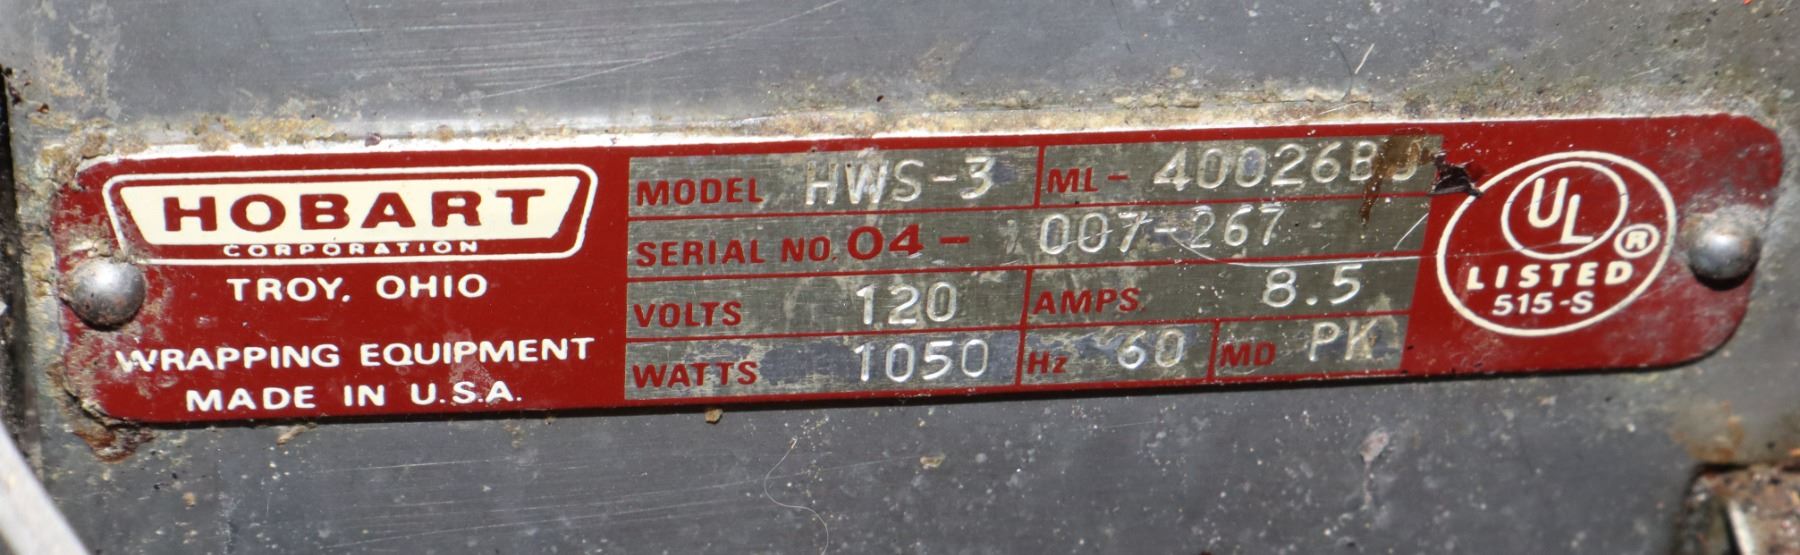 HOBART
CORPORATION
TROY, OHIO
WRAPPING EQUIPMENT
MADE IN U.S.A.
MODEL HWS-3 ML-
SERIAL NO. 04- 007-267
VOLTS 120 AMPS 8.5
WATTS 1050 Hz 60 MD PK
UL ®
LISTED
515-S